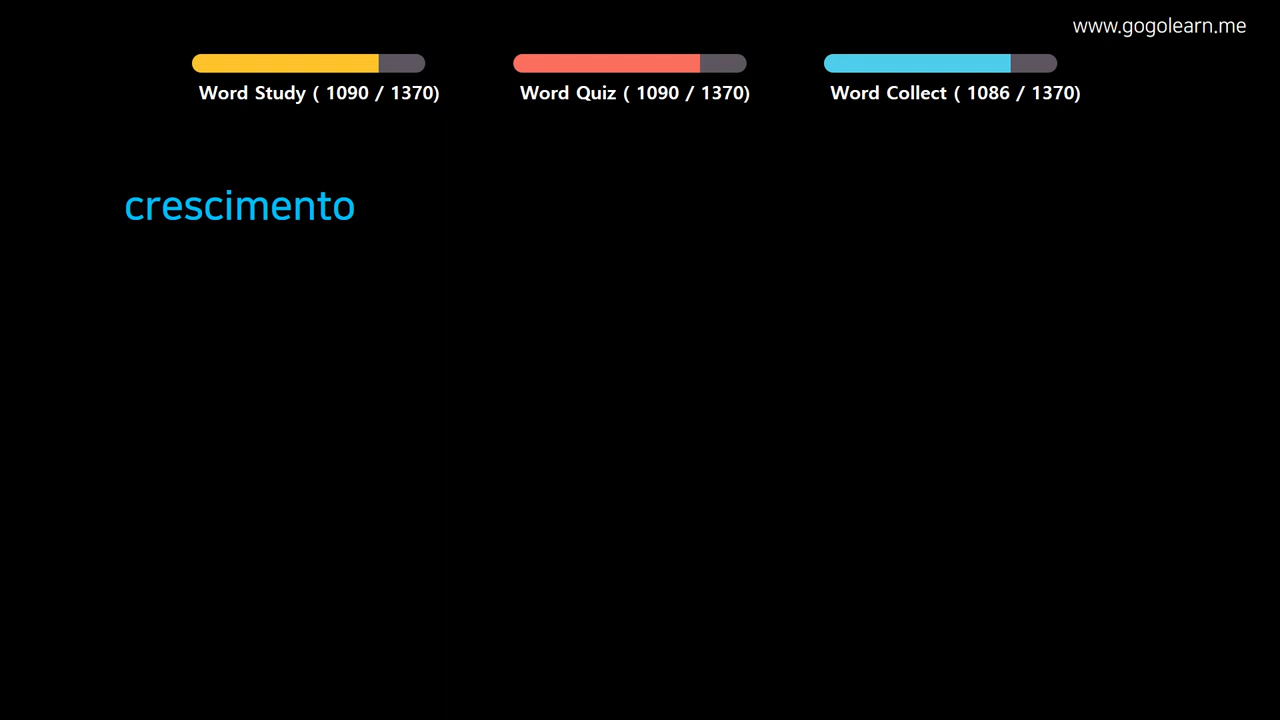 www.gogolearn.me
Word Study ( 1090 / 1370)
Word Quiz ( 1090 / 1370)
Word Collect ( 1086 / 1370)
crescimento